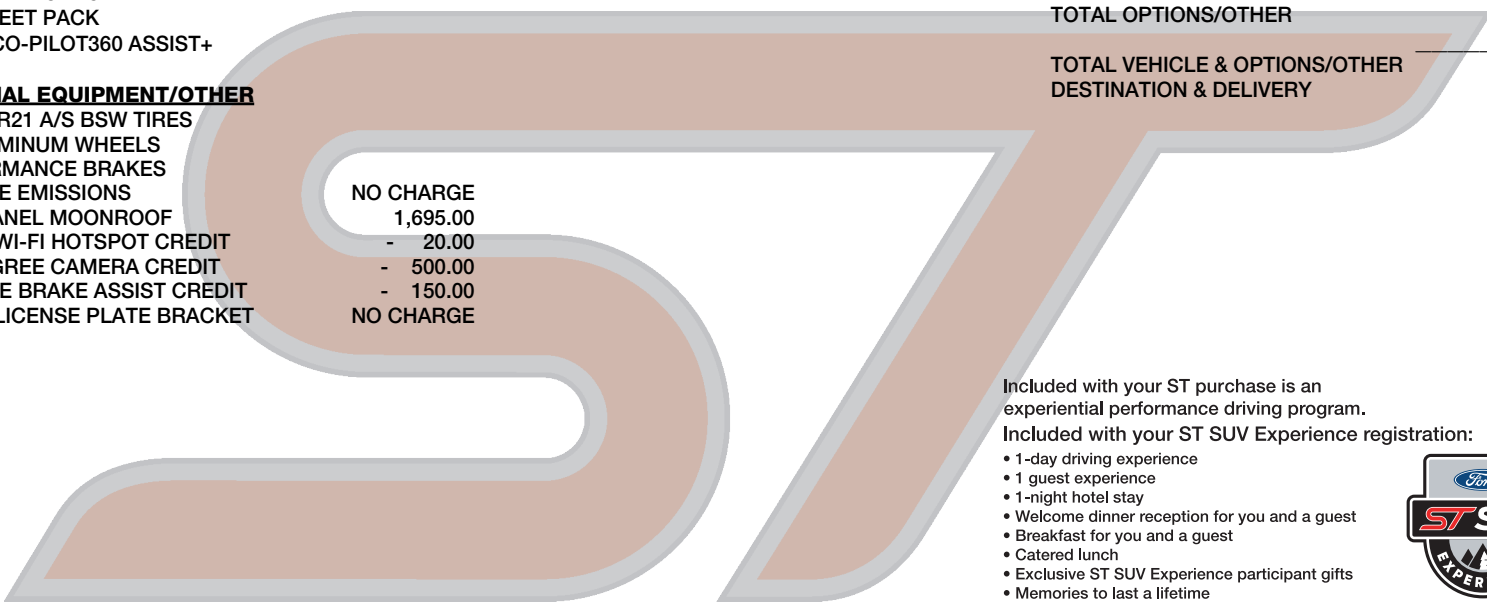 EET PACK
CO-PILOT360 ASSIST+
NAL EQUIPMENT/OTHER
R21 A/S BSW TIRES
MINUM WHEELS
RMANCE BRAKES
E EMISSIONS NO CHARGE
ANEL MOONROOF 1,695.00
WI-FI HOTSPOT CREDIT - 20.00
GREE CAMERA CREDIT - 500.00
E BRAKE ASSIST CREDIT - 150.00
LICENSE PLATE BRACKET NO CHARGE
TOTAL OPTIONS/OTHER
TOTAL VEHICLE & OPTIONS/OTHER
DESTINATION & DELIVERY
ST
Included with your ST purchase is an
experiential performance driving program.
Included with your ST SUV Experience registration:
• 1-day driving experience
• 1 guest experience
• 1-night hotel stay
• Welcome dinner reception for you and a guest
• Breakfast for you and a guest
• Catered lunch
• Exclusive ST SUV Experience participant gifts
• Memories to last a lifetime
ST S
EXPER